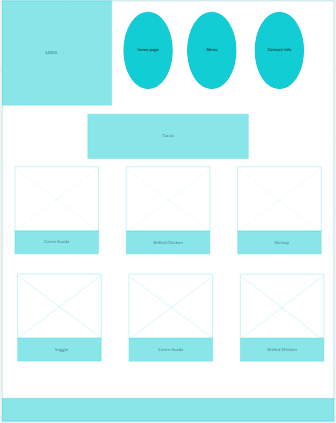 LOGO
home page
Menu
Contact Info
Tacos
Carne Asada
Grilled Chicken
Shrimp
Veggie
Carne Asada
Grilled Chicken